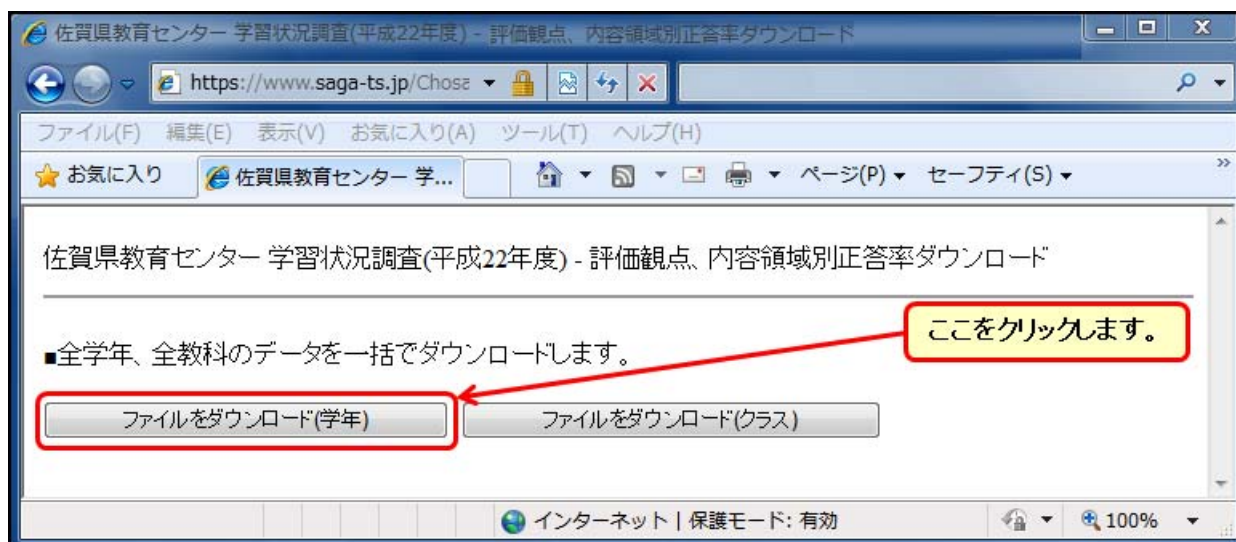 佐賀県教育センター 学習状況調査(平成22年度) - 評価観点、内容領域別正答率ダウンロード
https://www.saga-ts.jp/Chosa
ファイル(F) 編集(E) 表示(V) お気に入り(A) ツール(T) ヘルプ(H)
お気に入り 佐賀県教育センター 学... ページ(P) セーフティ(S)
佐賀県教育センター 学習状況調査(平成22年度) - 評価観点、内容領域別正答率ダウンロード
ここをクリックします。
■全学年、全教科のデータを一括でダウンロードします。
ファイルをダウンロード(学年) ファイルをダウンロード(クラス)
インターネット | 保護モード: 有効 100%